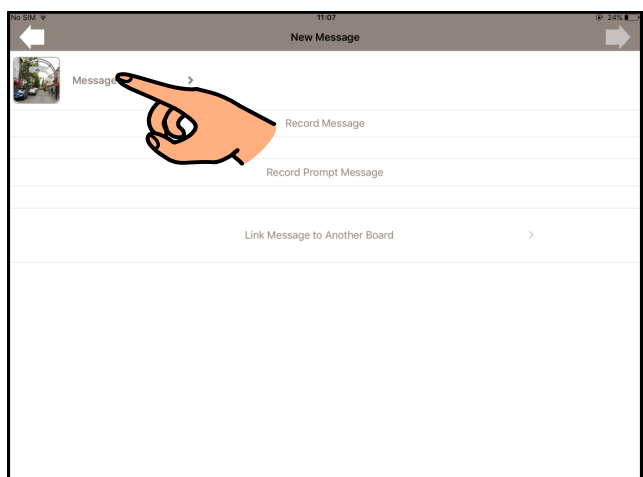 No SIM 11:07 24%
New Message
Message
Record Message
Record Prompt Message
Link Message to Another Board